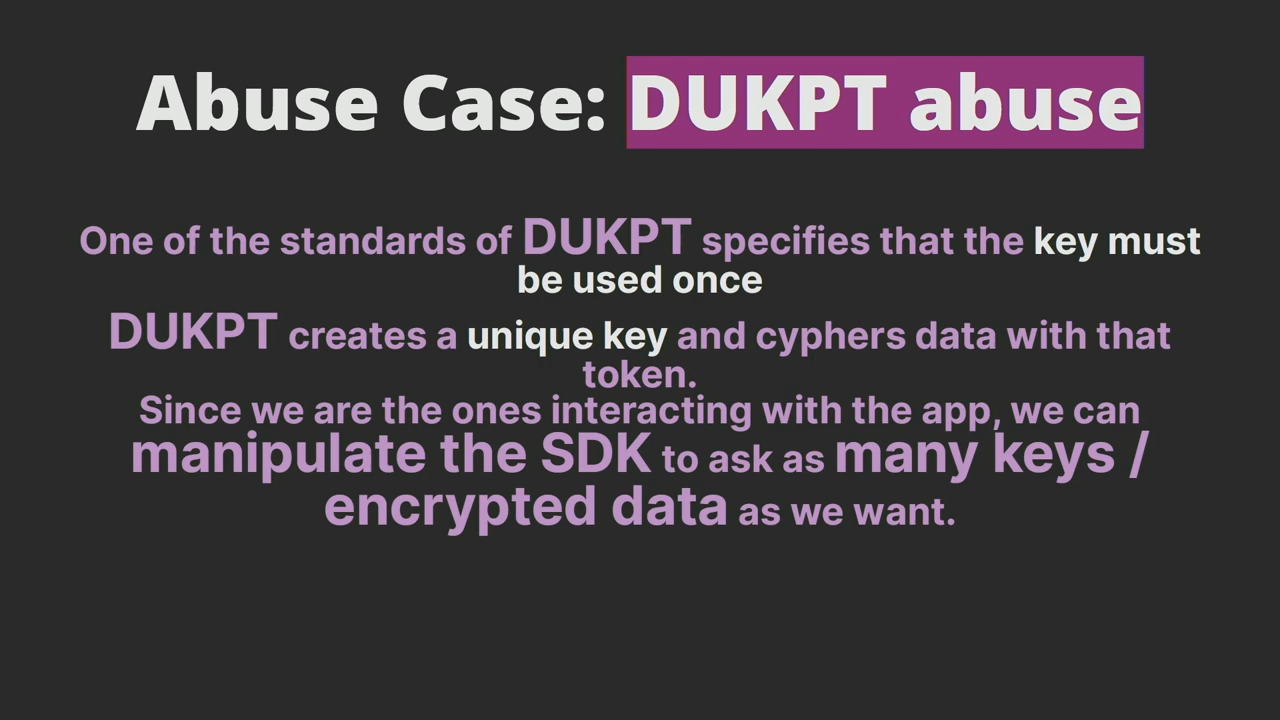 Abuse Case: DUKPT abuse
One of the standards of DUKPT specifies that the key must
be used once
DUKPT creates a unique key and cyphers data with that
token.
Since we are the ones interacting with the app, we can
manipulate the SDK to ask as many keys /
encrypted data as we want.